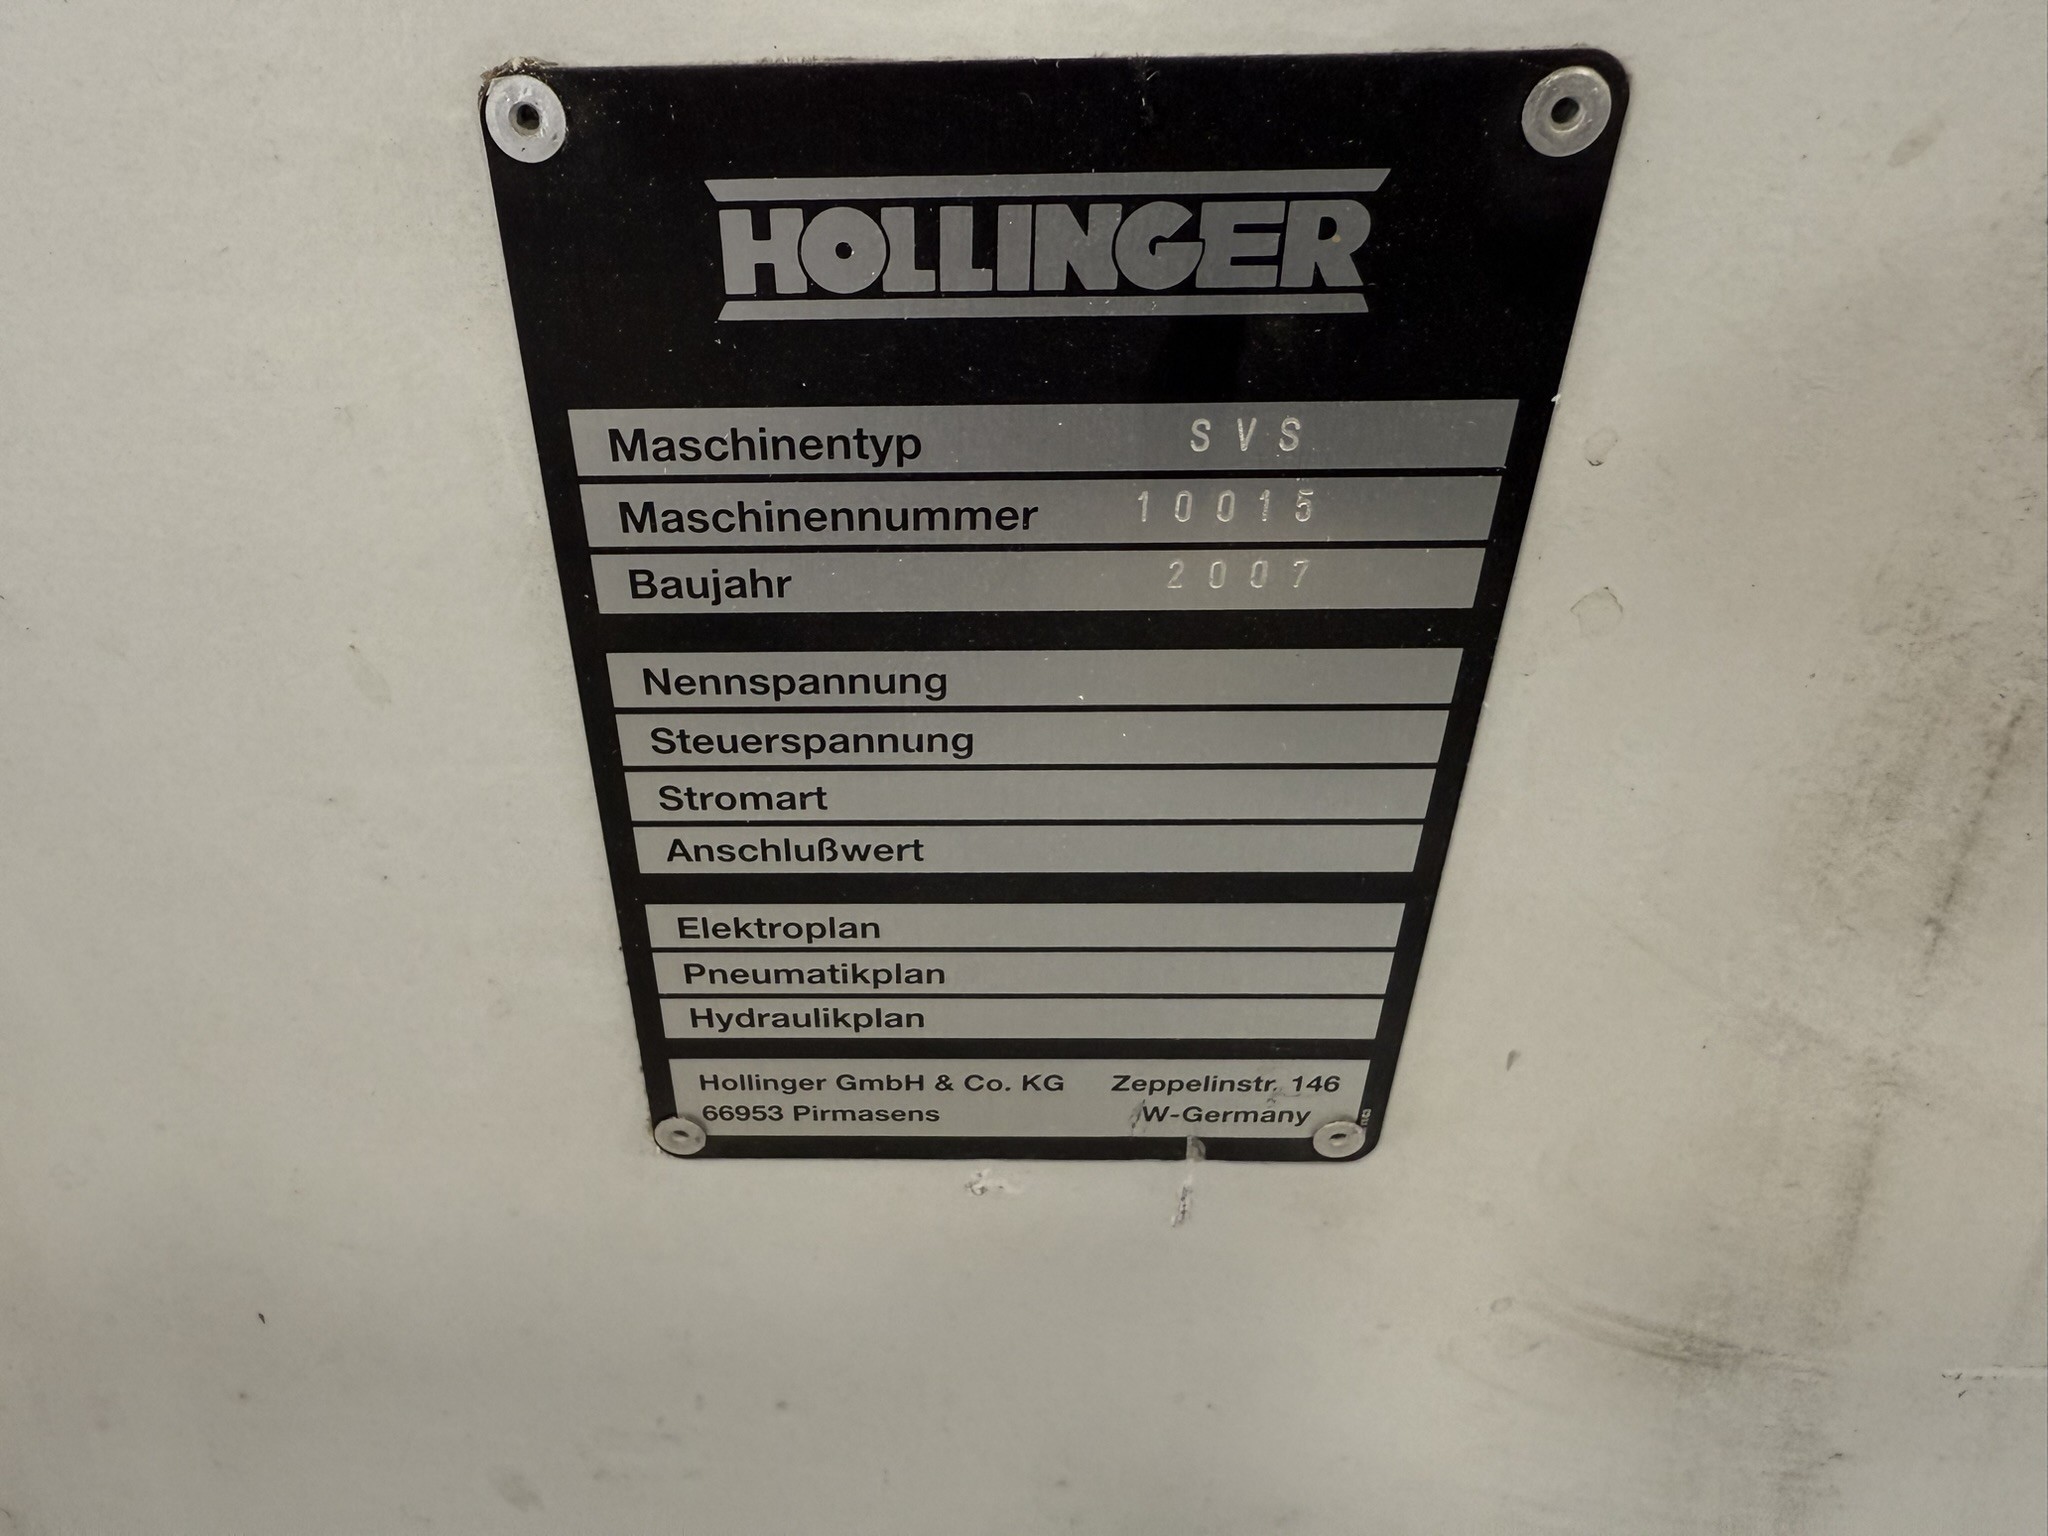 HOLLINGER
Maschinentyp SVS
Maschinennummer 10015
Baujahr 2007
Nennspannung
Steuerspannung
Stromart
Anschlußwert
Elektroplan
Pneumatikplan
Hydraulikplan
Hollinger GmbH & Co. KG Zeppelinstr. 146
66953 Pirmasens W-Germany